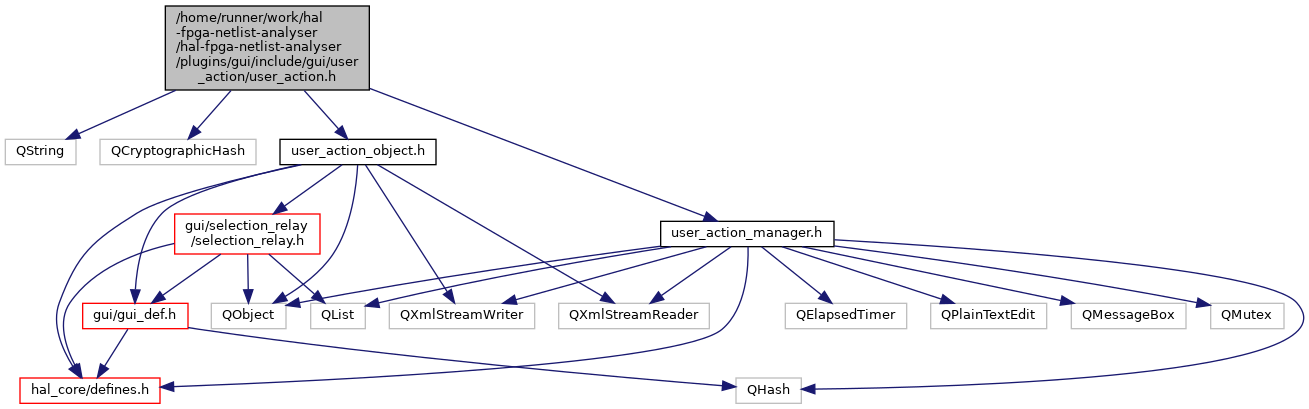 /home/runner/work/hal
-fpga-netlist-analyser
/hal-fpga-netlist-analyser
/plugins/gui/include/gui/user
_action/user_action.h
QString
QCryptographicHash
user_action_object.h
gui/selection_relay
/selection_relay.h
user_action_manager.h
gui/gui_def.h
QObject
QList
QXmlStreamWriter
QXmlStreamReader
QElapsedTimer
QPlainTextEdit
QMessageBox
QMutex
hal_core/defines.h
QHash